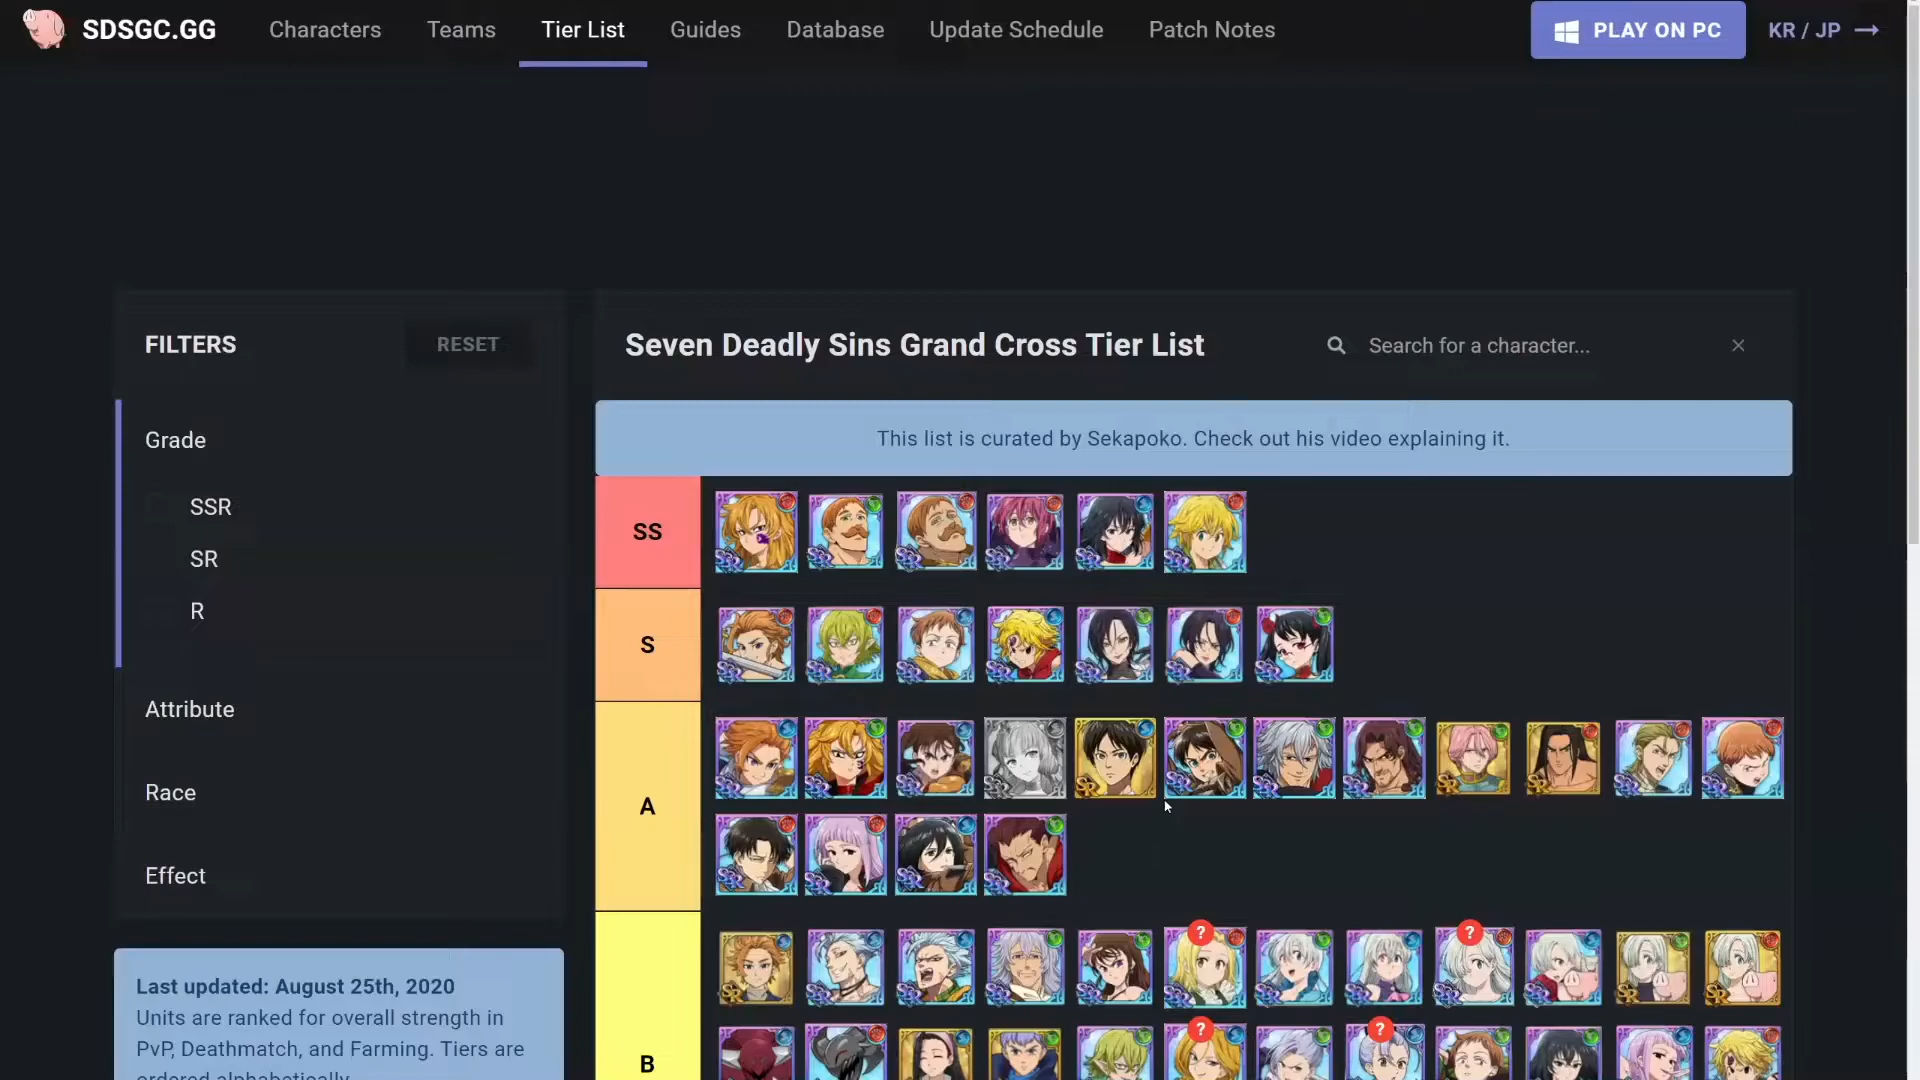 SDSGC.GG
Characters
Teams
Tier List
Guides
Database
Update Schedule
Patch Notes
PLAY ON PC
KR / JP →
FILTERS
RESET
Grade
SSR
SR
R
Attribute
Race
Effect
Last updated: August 25th, 2020
Units are ranked for overall strength in
PvP, Deathmatch, and Farming. Tiers are
ordered alphabetically
Seven Deadly Sins Grand Cross Tier List
Search for a character...
This list is curated by Sekapoko. Check out his video explaining it.
SS
S
A
B